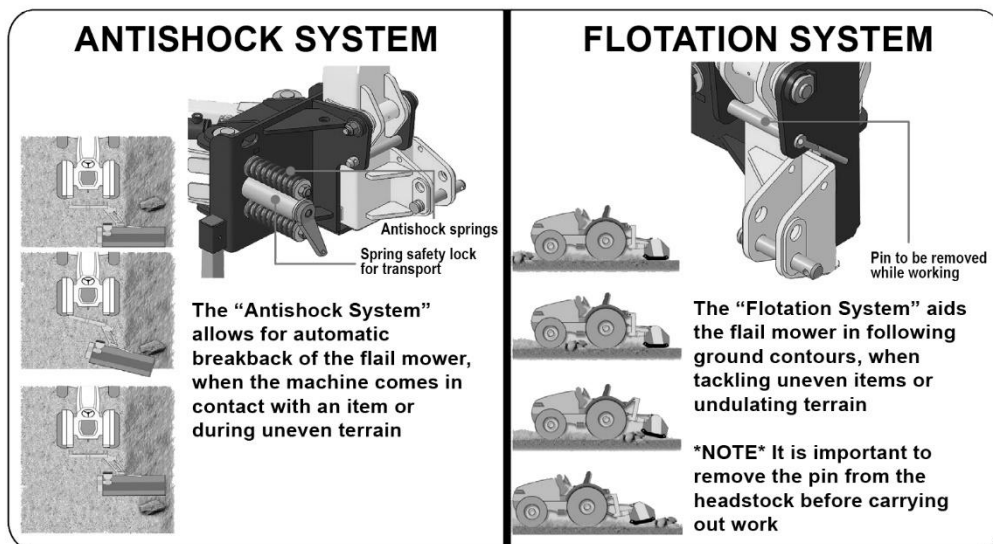 ANTISHOCK SYSTEM
Antishock springs
Spring safety lock
for transport
The “Antishock System”
allows for automatic
breakback of the flail mower,
when the machine comes in
contact with an item or
during uneven terrain
FLOTATION SYSTEM
Pin to be removed
while working
The “Flotation System” aids
the flail mower in following
ground contours, when
tackling uneven items or
undulating terrain
*NOTE* It is important to
remove the pin from the
headstock before carrying
out work